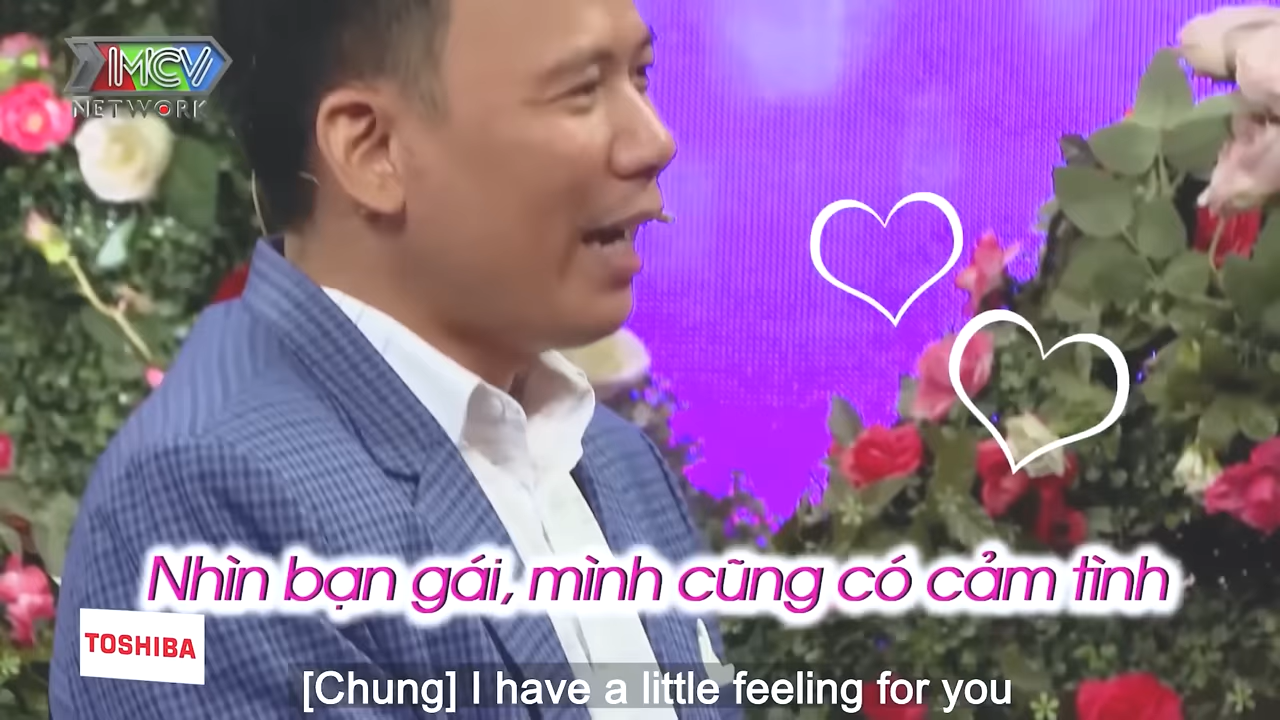 MCV
NETWORK
Nhìn bạn gái, mình cũng có cảm tình
TOSHIBA
[Chung] I have a little feeling for you